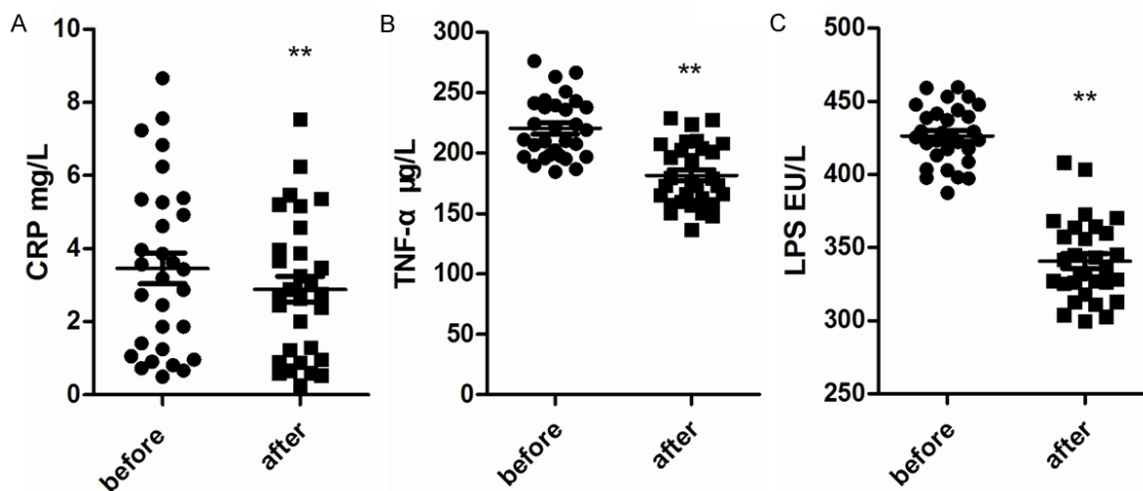 A
CRP mg/L
10
8
6
4
2
0
**
before
after
B
TNF-α µg/L
300
250
200
150
100
50
0
**
before
after
C
LPS EU/L
500
450
400
350
300
250
**
before
after